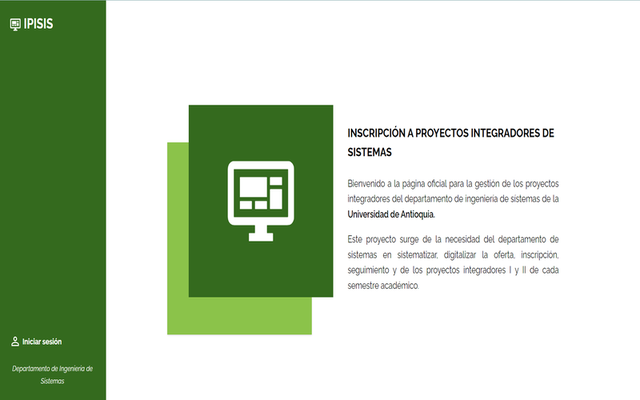 IPISIS
INSCRIPCIÓN A PROYECTOS INTEGRADORES DE
SISTEMAS
Bienvenido a la página oficial para la gestión de los proyectos
integradores del departamento de ingeniería de sistemas de la
Universidad de Antioquia.
Este proyecto surge de la necesidad del departamento de
sistemas en sistematizar, digitalizar la oferta, inscripción,
seguimiento y de los proyectos integradores I y II de cada
semestre académico.
Iniciar sesión
Departamento de Ingeniería de
Sistemas